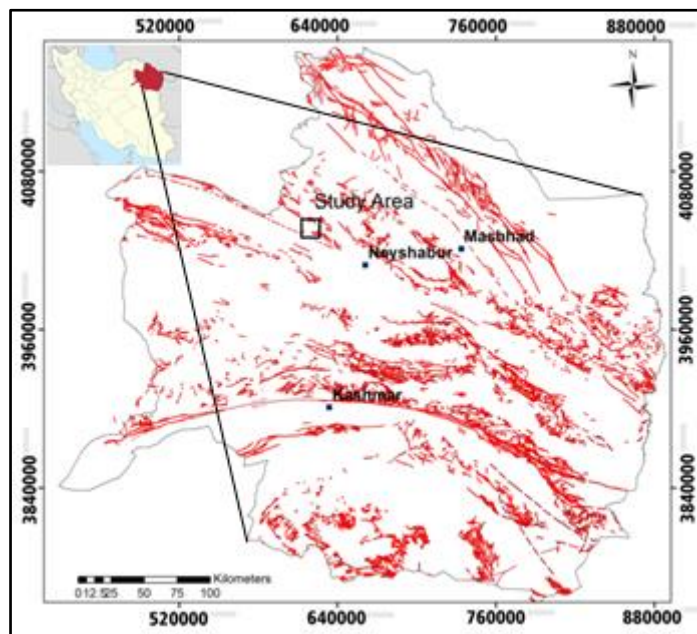 520000 640000 760000 880000
N
4080000 4080000
Study Area
Mashhad
Neyshabur
3960000 3960000
Kashmar
3840000 3840000
0 12.5 25 50 75 100 Kilometers
520000 640000 760000 880000